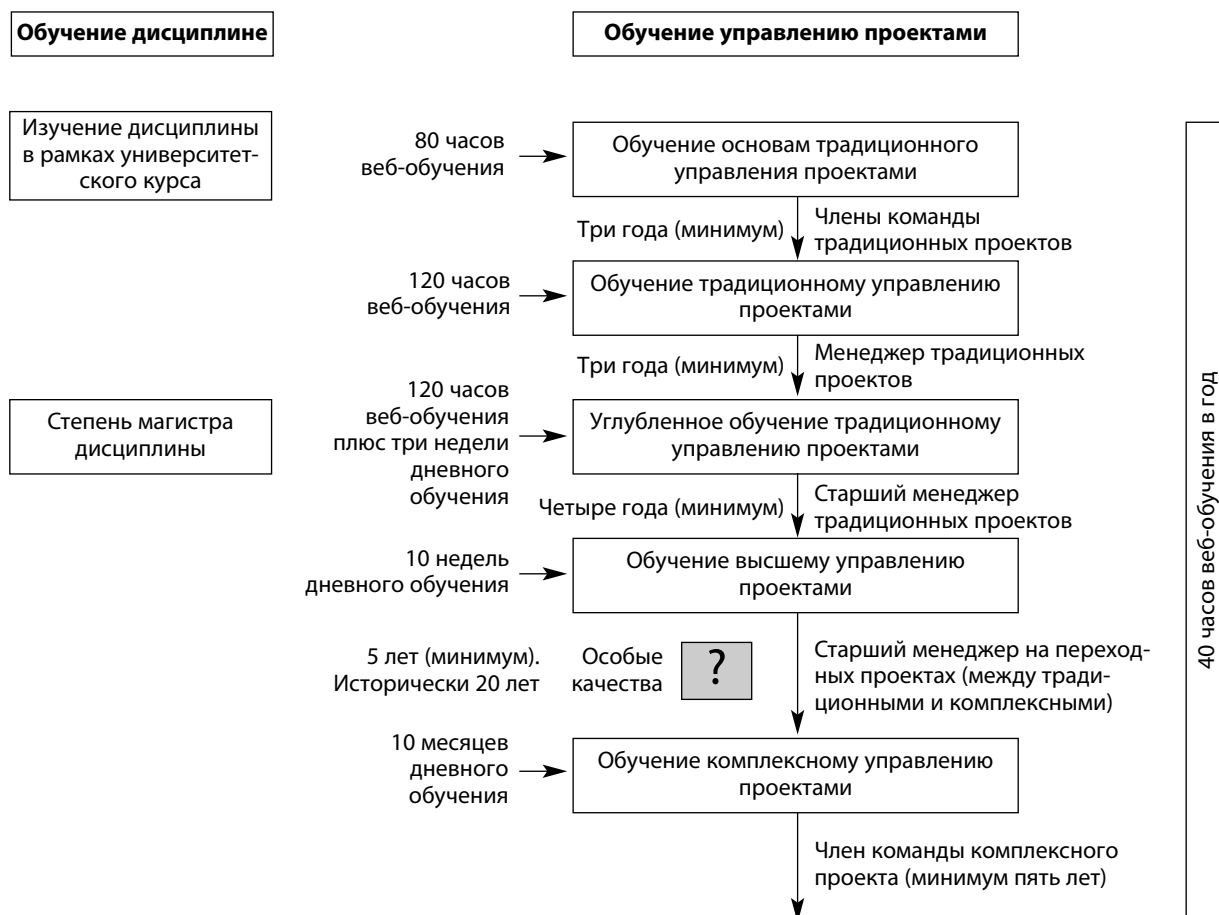 Обучение дисциплине
Обучение управлению проектами
Изучение дисциплины
в рамках университет-
ского курса
80 часов
веб-обучения
Обучение основам традиционного
управления проектами
Три года (минимум)
Члены команды
традиционных проектов
120 часов
веб-обучения
Обучение традиционному управлению
проектами
Три года (минимум)
Менеджер традиционных
проектов
Степень магистра
дисциплины
120 часов
веб-обучения
плюс три недели
дневного
обучения
Углубленное обучение традиционному
управлению проектами
Четыре года (минимум)
Старший менеджер
традиционных проектов
10 недель
дневного обучения
Обучение высшему управлению
проектами
5 лет (минимум).
Исторически 20 лет
Особые
качества
?
Старший менеджер на переход-
ных проектах (между тради-
ционными и комплексными)
10 месяцев
дневного
обучения
Обучение комплексному управлению
проектами
Член команды комплексного
проекта (минимум пять лет)
40 часов веб-обучения в год